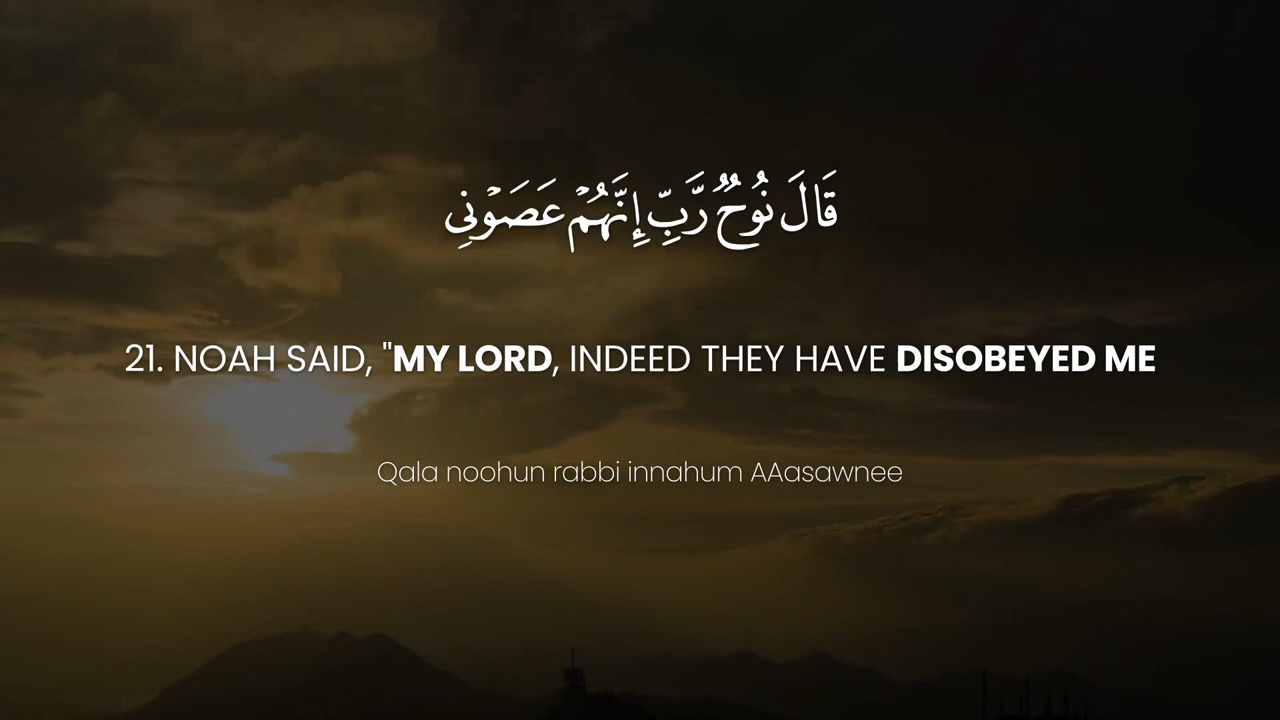 قَالَ نُوحٌ رَّبِّ إِنَّهُمْ عَصَوْنِى
21. NOAH SAID, "MY LORD, INDEED THEY HAVE DISOBEYED ME
Qala noohun rabbi innahum AAasawnee